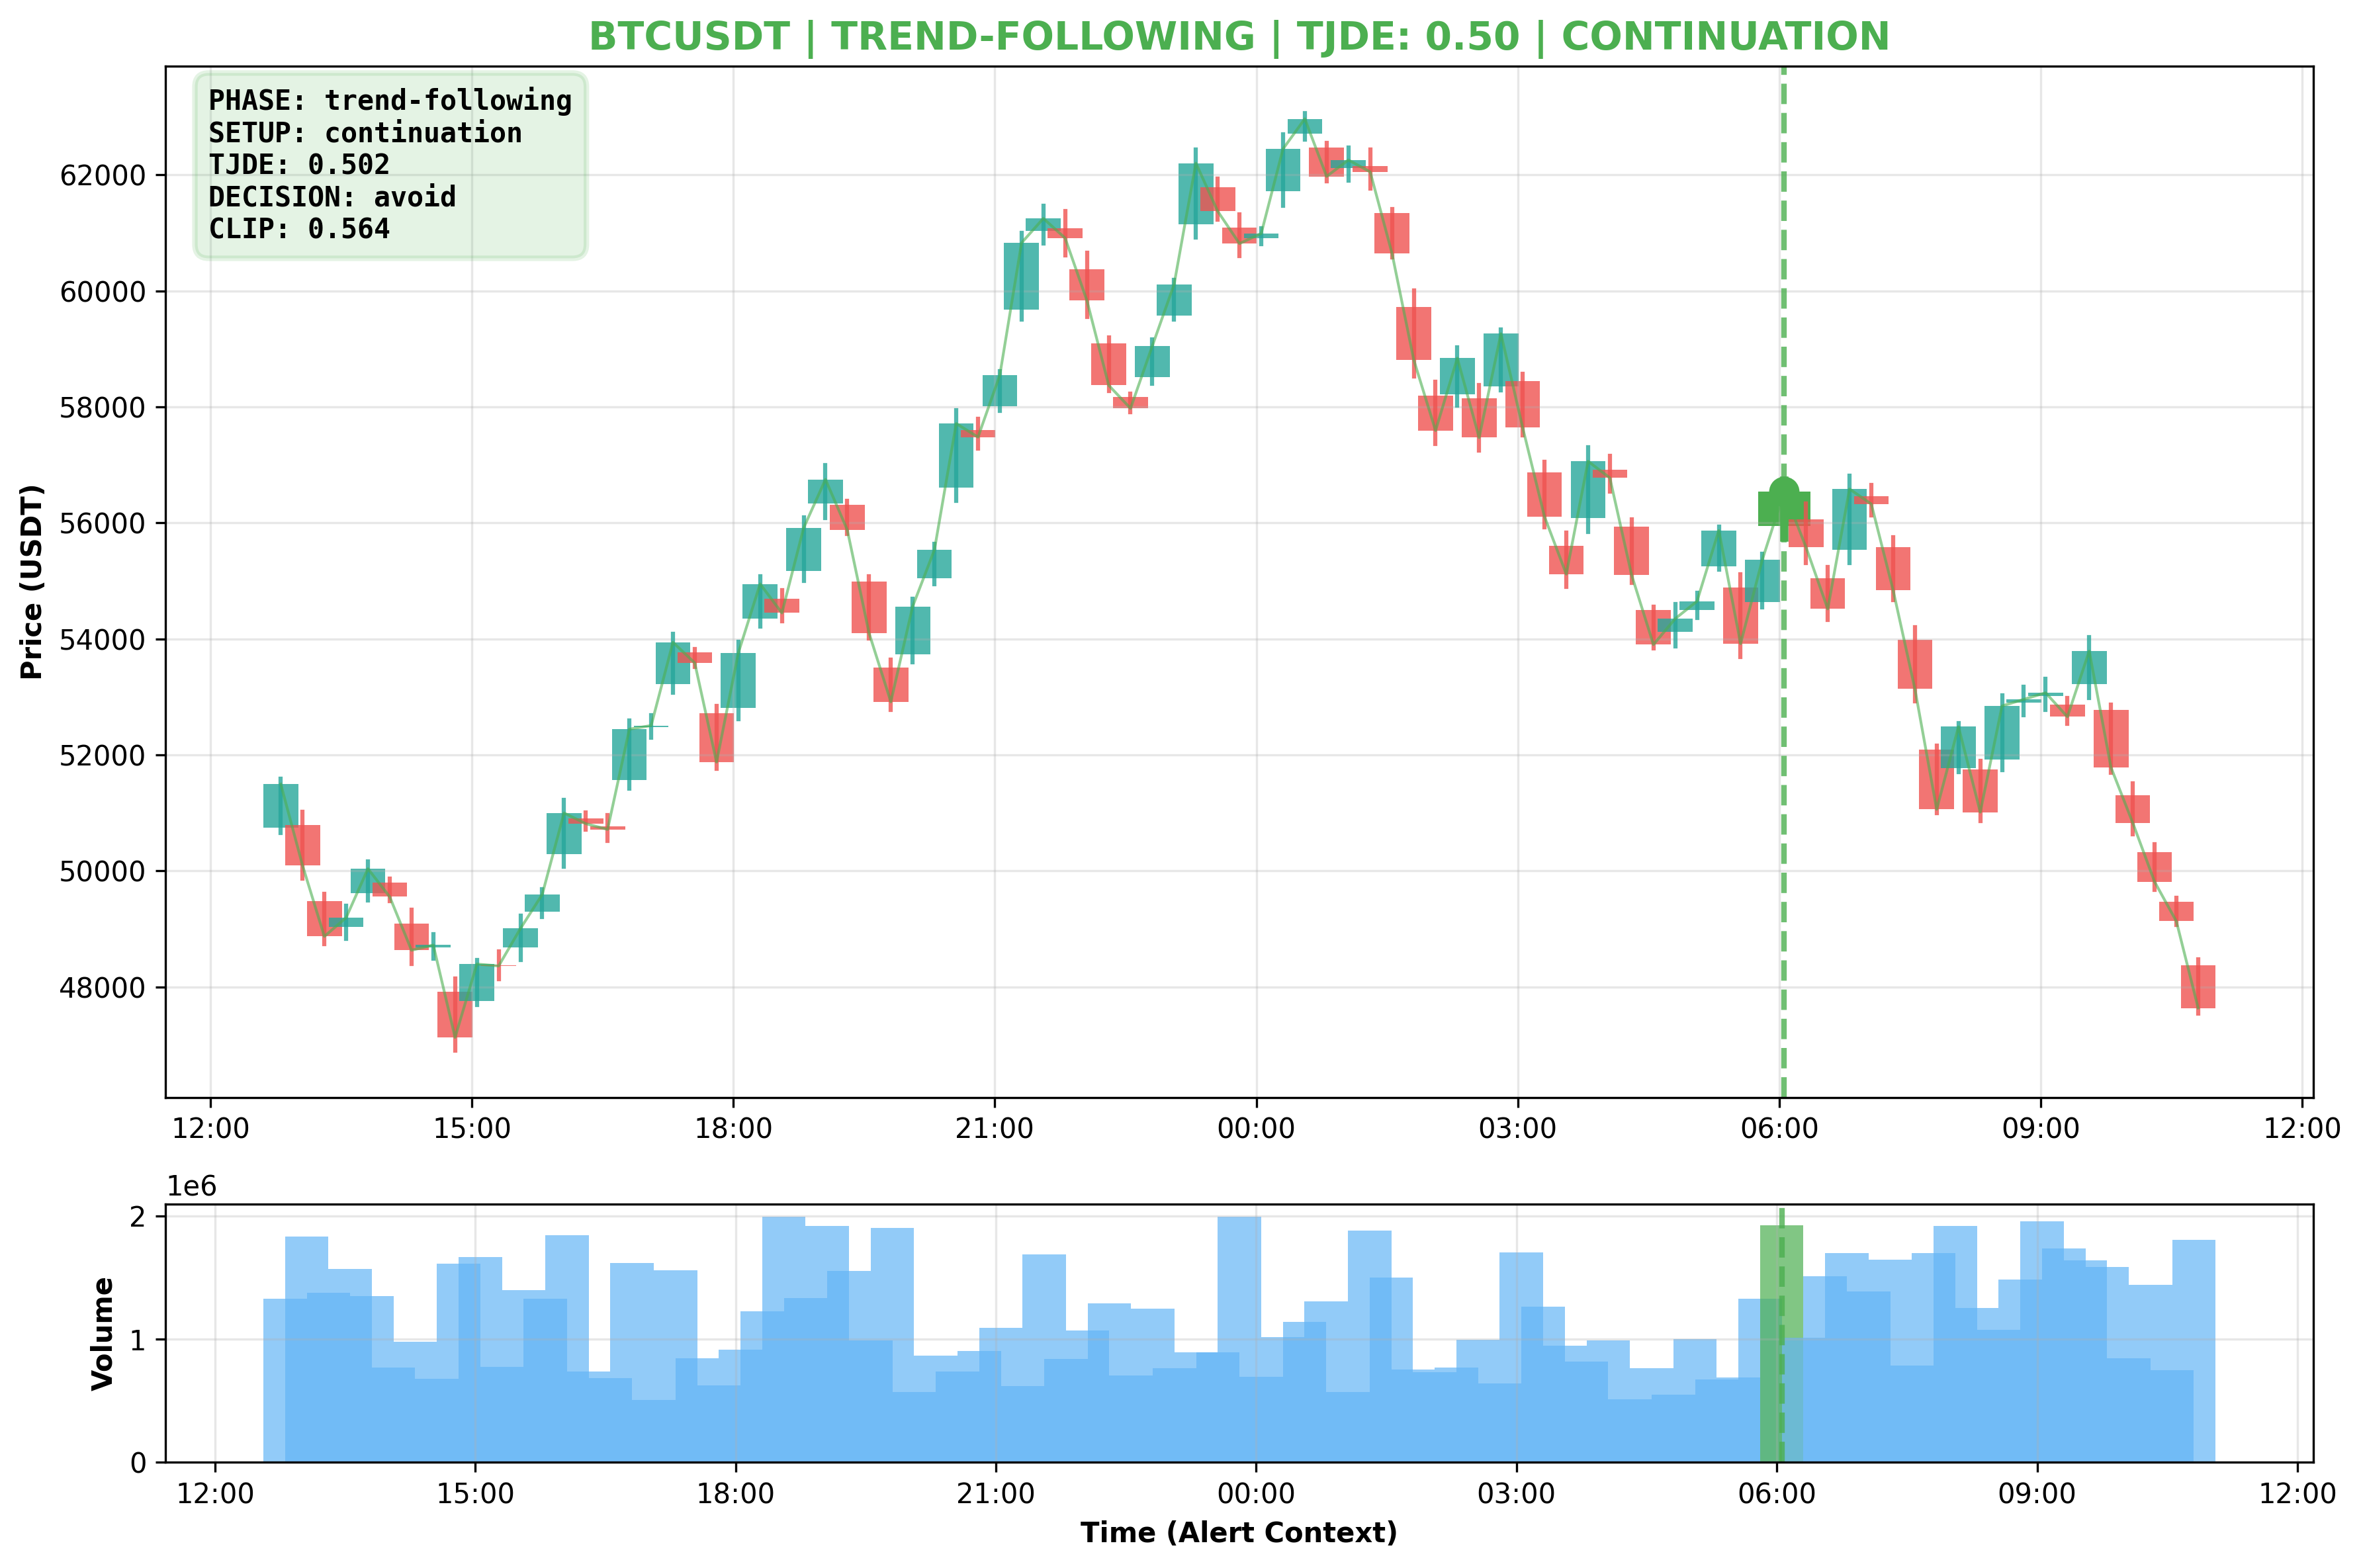 BTCUSDT | TREND-FOLLOWING | TJDE: 0.50 | CONTINUATION
PHASE: trend-following
SETUP: continuation
TJDE: 0.502
DECISION: avoid
CLIP: 0.564
Price (USDT)
62000
60000
58000
56000
54000
52000
50000
48000
12:00 15:00 18:00 21:00 00:00 03:00 06:00 09:00 12:00
1e6
Volume
2
1
0
12:00 15:00 18:00 21:00 00:00 03:00 06:00 09:00 12:00
Time (Alert Context)